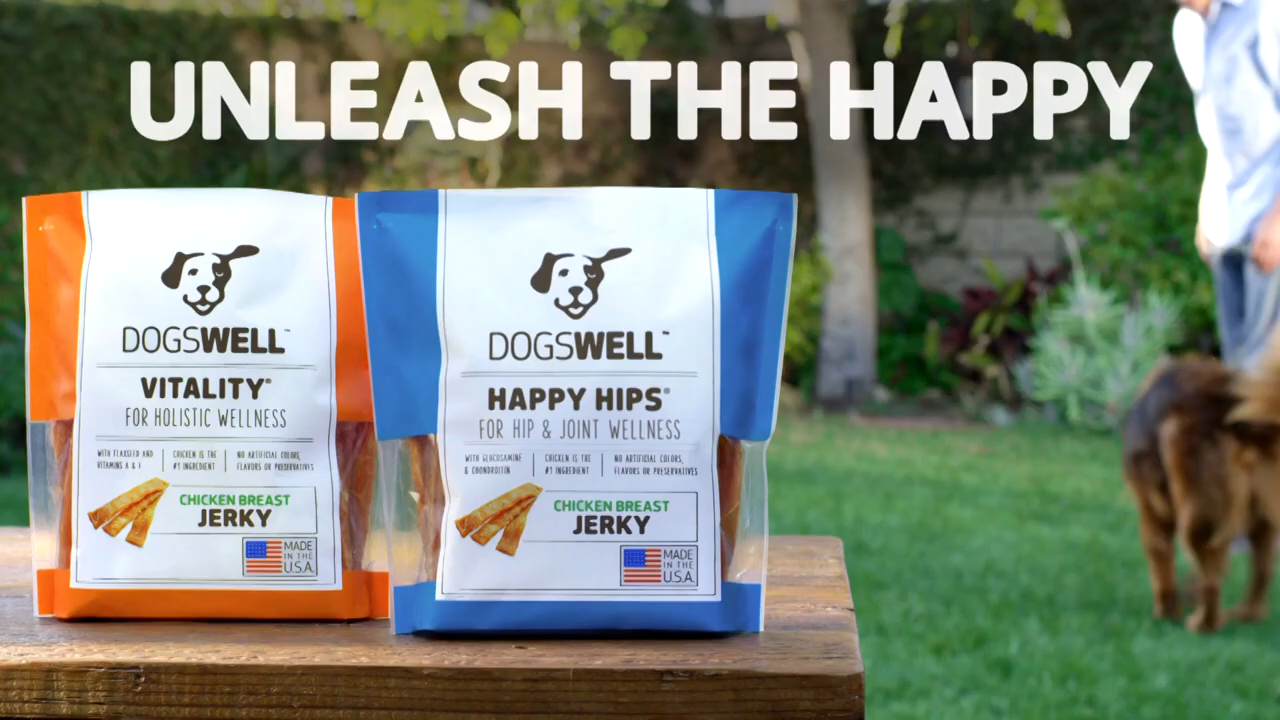 UNLEASH THE HAPPY
DOGSWELL™
VITALITY®
FOR HOLISTIC WELLNESS
WITH FLAXSEED AND
VITAMINS A & E
CHICKEN IS THE
#1 INGREDIENT
NO ARTIFICIAL COLORS,
FLAVORS OR PRESERVATIVES
CHICKEN BREAST
JERKY
MADE
IN THE
U.S.A.
DOGSWELL™
HAPPY HIPS®
FOR HIP & JOINT WELLNESS
WITH GLUCOSAMINE
& CHONDROITIN
CHICKEN IS THE
#1 INGREDIENT
NO ARTIFICIAL COLORS,
FLAVORS OR PRESERVATIVES
CHICKEN BREAST
JERKY
MADE
IN THE
U.S.A.